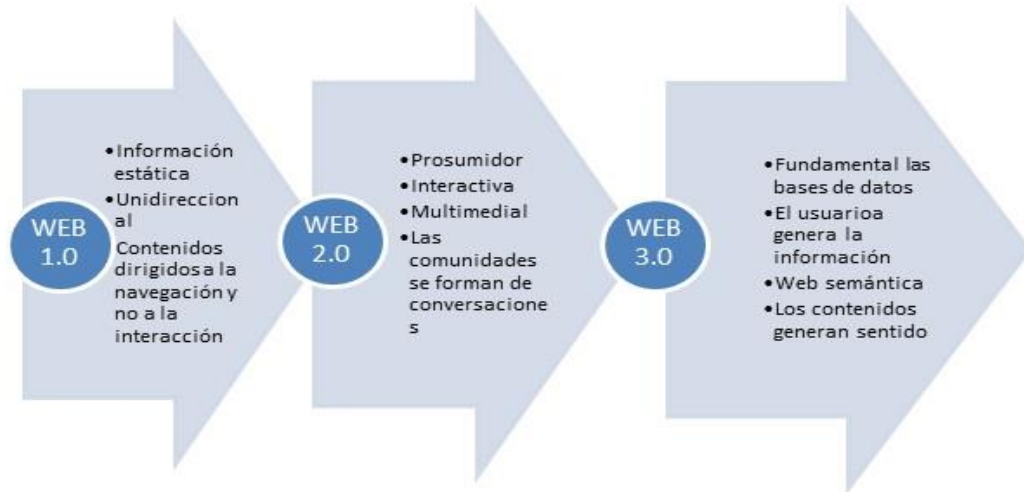 WEB
1.0
•Información
estática
•Unidireccion
al
Contenidos
dirigidos a la
navegación y
no a la
interacción
WEB
2.0
•Prosumidor
•Interactiva
•Multimedial
•Las
comunidades
se forman de
conversacione
s
WEB
3.0
•Fundamental las
bases de datos
•El usuarioa
genera la
información
•Web semántica
•Los contenidos
generan sentido